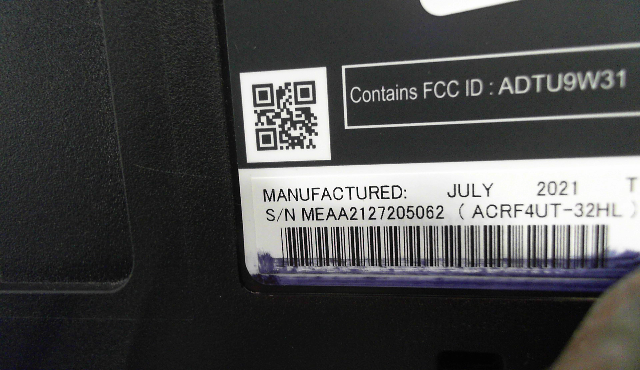 Contains FCC ID : ADTU9W31
MANUFACTURED: JULY 2021 T
S/N MEAA2127205062 ( ACRF4UT-32HL )